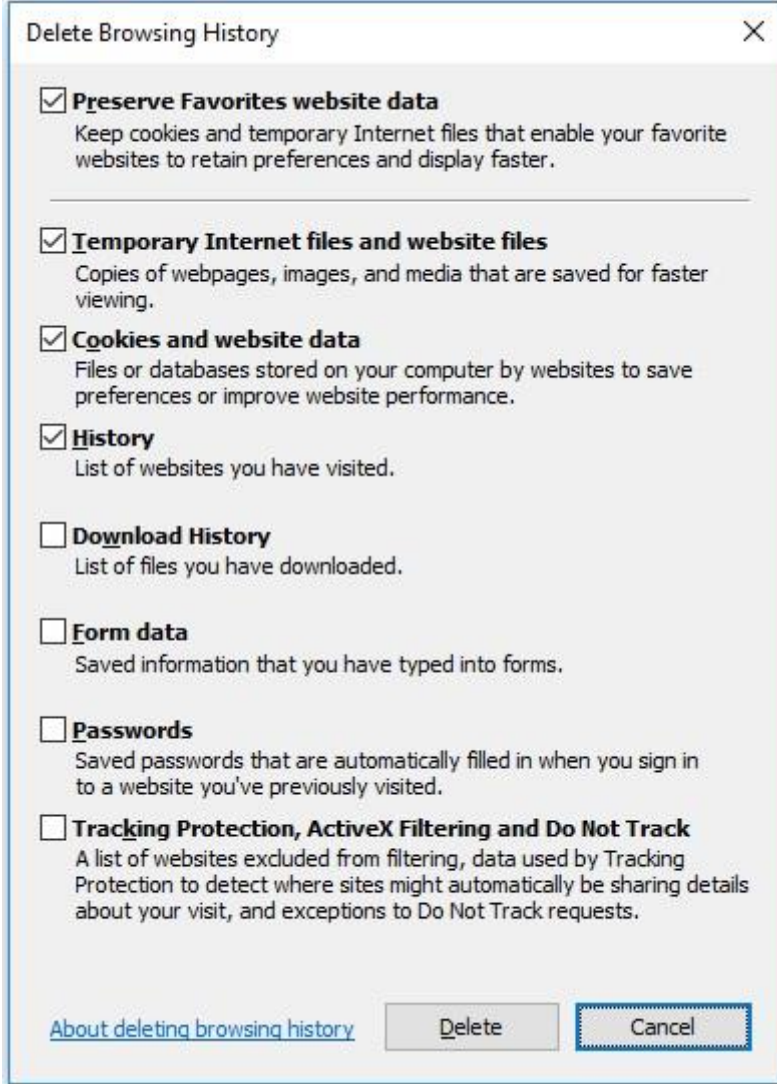 Delete Browsing History
Preserve Favorites website data
Keep cookies and temporary Internet files that enable your favorite
websites to retain preferences and display faster.
Temporary Internet files and website files
Copies of webpages, images, and media that are saved for faster
viewing.
Cookies and website data
Files or databases stored on your computer by websites to save
preferences or improve website performance.
History
List of websites you have visited.
Download History
List of files you have downloaded.
Form data
Saved information that you have typed into forms.
Passwords
Saved passwords that are automatically filled in when you sign in
to a website you've previously visited.
Tracking Protection, ActiveX Filtering and Do Not Track
A list of websites excluded from filtering, data used by Tracking
Protection to detect where sites might automatically be sharing details
about your visit, and exceptions to Do Not Track requests.
About deleting browsing history Delete Cancel